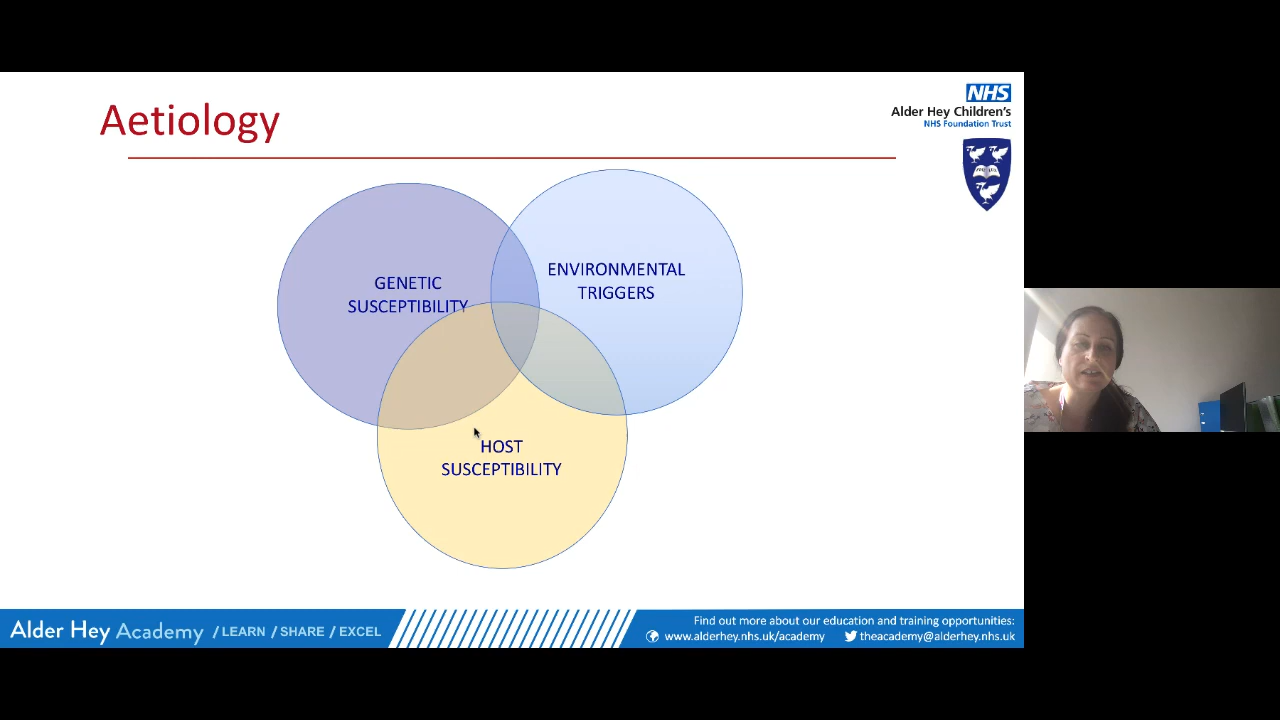 Aetiology
NHS
Alder Hey Children's
NHS Foundation Trust
GENETIC
SUSCEPTIBILITY
ENVIRONMENTAL
TRIGGERS
HOST
SUSCEPTIBILITY
Alder Hey Academy / LEARN / SHARE / EXCEL
Find out more about our education and training opportunities:
www.alderhey.nhs.uk/academy theacademy@alderhey.nhs.uk